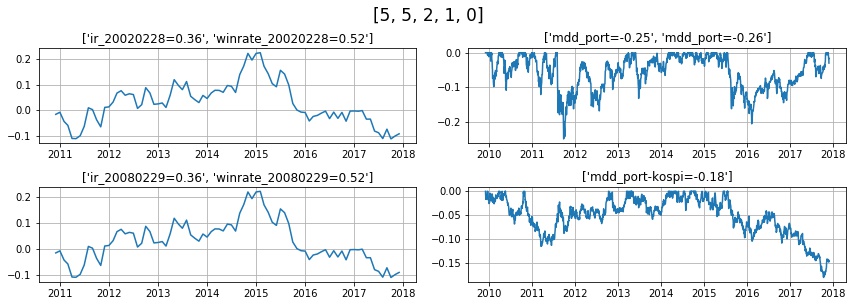 [5, 5, 2, 1, 0]
['ir_20020228=0.36', 'winrate_20020228=0.52']
0.2
0.1
0.0
−0.1
2011 2012 2013 2014 2015 2016 2017 2018
['mdd_port=-0.25', 'mdd_port=-0.26']
0.0
−0.1
−0.2
2010 2011 2012 2013 2014 2015 2016 2017 2018
['ir_20080229=0.36', 'winrate_20080229=0.52']
0.2
0.1
0.0
−0.1
2011 2012 2013 2014 2015 2016 2017 2018
['mdd_port-kospi=-0.18']
0.00
−0.05
−0.10
−0.15
2010 2011 2012 2013 2014 2015 2016 2017 2018